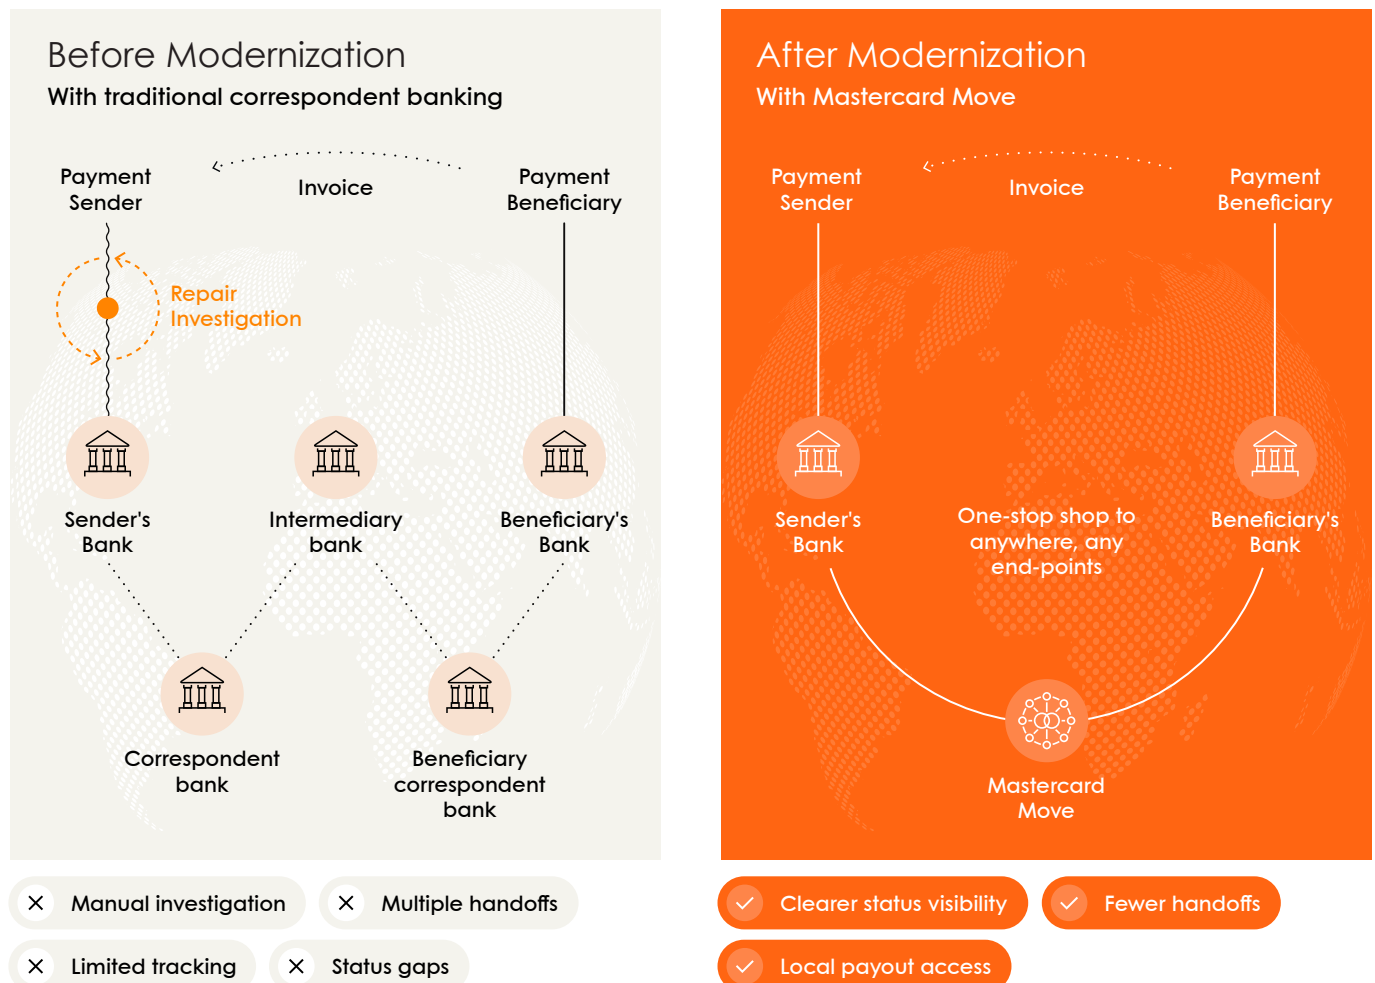 Before Modernization
With traditional correspondent banking
Payment
Sender
Invoice
Payment
Beneficiary
Repair
Investigation
Sender's
Bank
Intermediary
bank
Beneficiary's
Bank
Correspondent
bank
Beneficiary
correspondent
bank
Manual investigation
Multiple handoffs
Limited tracking
Status gaps
After Modernization
With Mastercard Move
Payment
Sender
Invoice
Payment
Beneficiary
Sender's
Bank
One-stop shop to
anywhere, any
end-points
Beneficiary's
Bank
Mastercard
Move
Clearer status visibility
Fewer handoffs
Local payout access